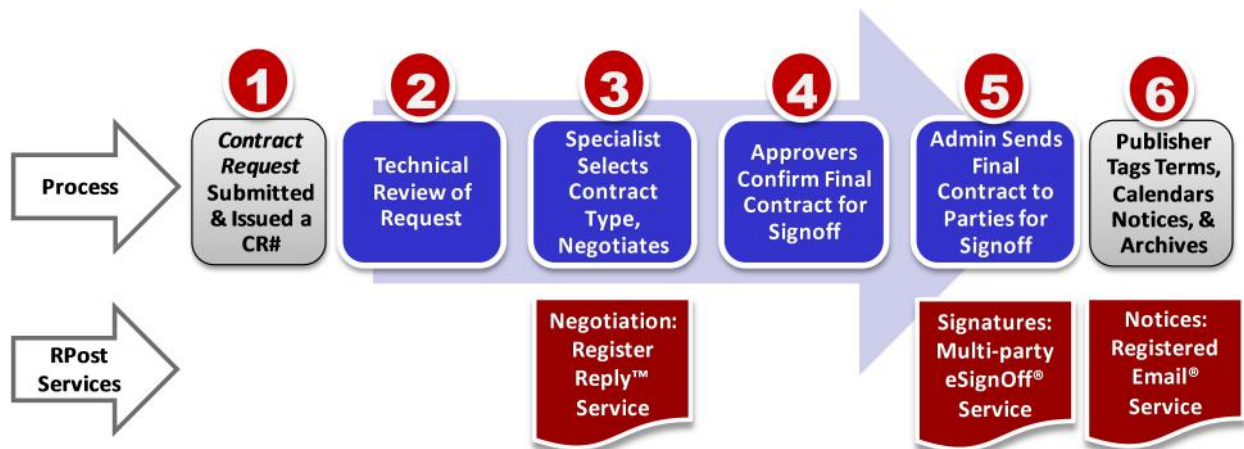 1
2
3
4
5
6
Process
Contract
Request
Submitted
& Issued a
CR#
Technical
Review of
Request
Specialist
Selects
Contract
Type,
Negotiates
Approvers
Confirm Final
Contract for
Signoff
Admin Sends
Final
Contract to
Parties for
Signoff
Publisher
Tags Terms,
Calendars
Notices, &
Archives
RPost
Services
Negotiation:
Register
Reply™
Service
Signatures:
Multi-party
eSignOff®
Service
Notices:
Registered
Email®
Service